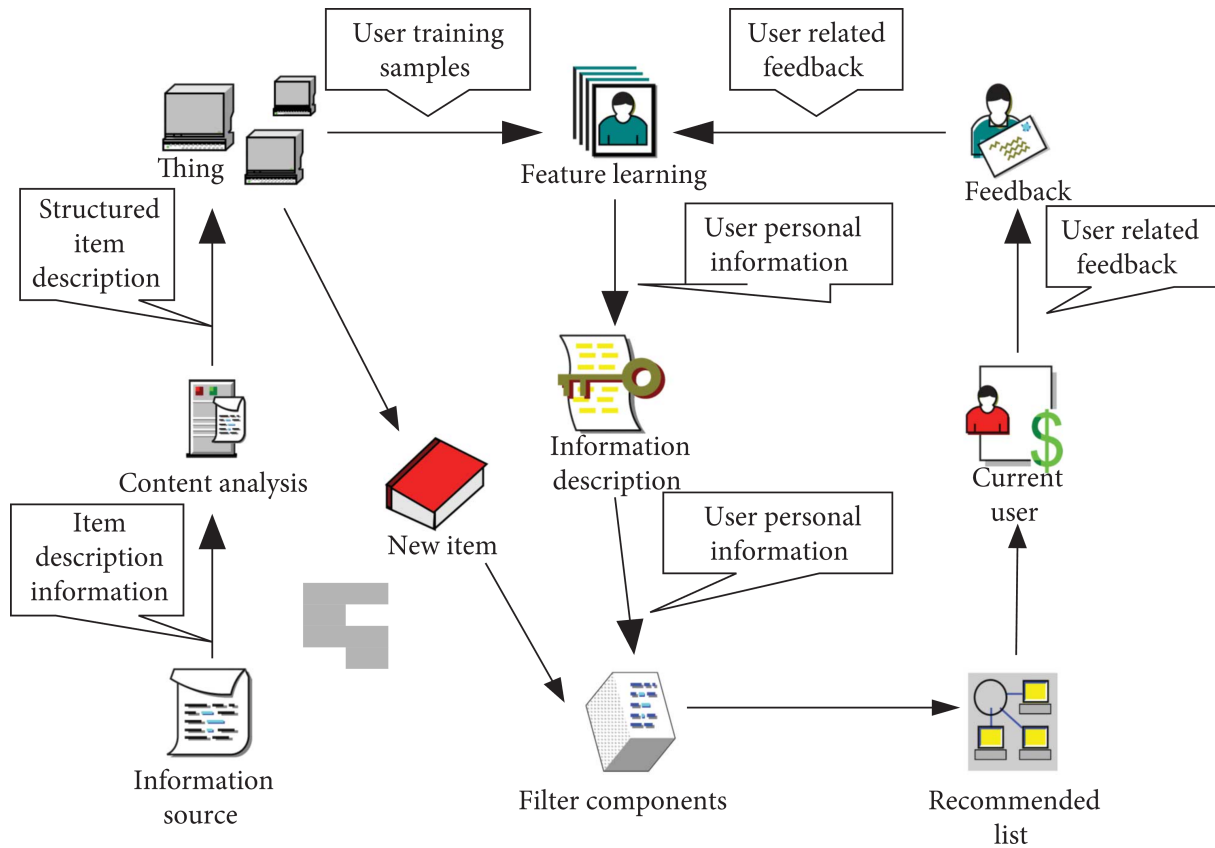 User training
samples
User related
feedback
Thing
Feature learning
Feedback
Structured
item
description
User personal
information
User related
feedback
Content analysis
New item
Information
description
Current
user
Item
description
information
User personal
information
Information
source
Filter components
Recommended
list